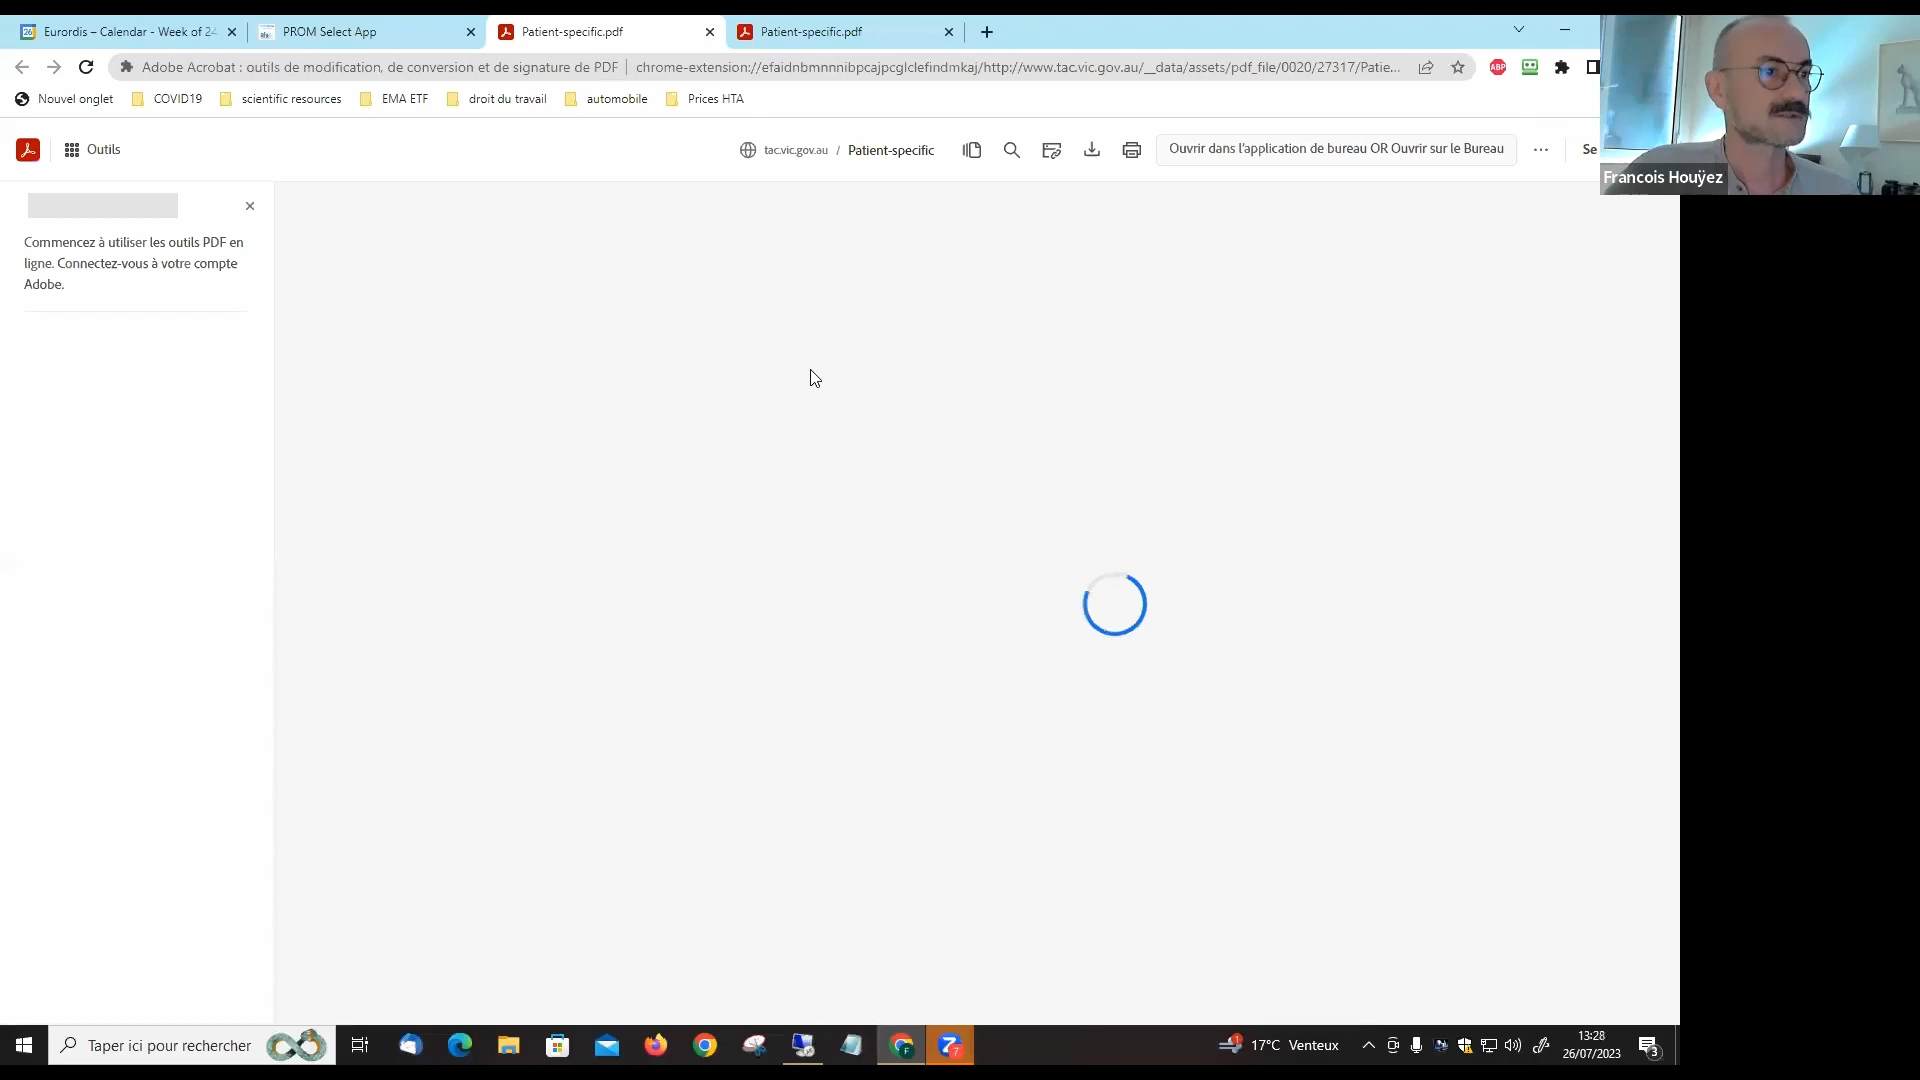 Eurordis – Calendar - Week of 24
PROM Select App
Patient-specific.pdf
Patient-specific.pdf
Adobe Acrobat : outils de modification, de conversion et de signature de PDF
chrome-extension://efaidnbmnnnibpcajpcglclefindmkaj/http://www.tac.vic.gov.au/__data/assets/pdf_file/0020/27317/Patie...
ABP
Nouvel onglet
COVID19
scientific resources
EMA ETF
droit du travail
automobile
Prices HTA
Outils
tac.vic.gov.au / Patient-specific
Ouvrir dans l'application de bureau OR Ouvrir sur le Bureau
Se
Francois Houÿez
Commencez à utiliser les outils PDF en
ligne. Connectez-vous à votre compte
Adobe.
Taper ici pour rechercher
17°C Venteux
13:28
26/07/2023
3